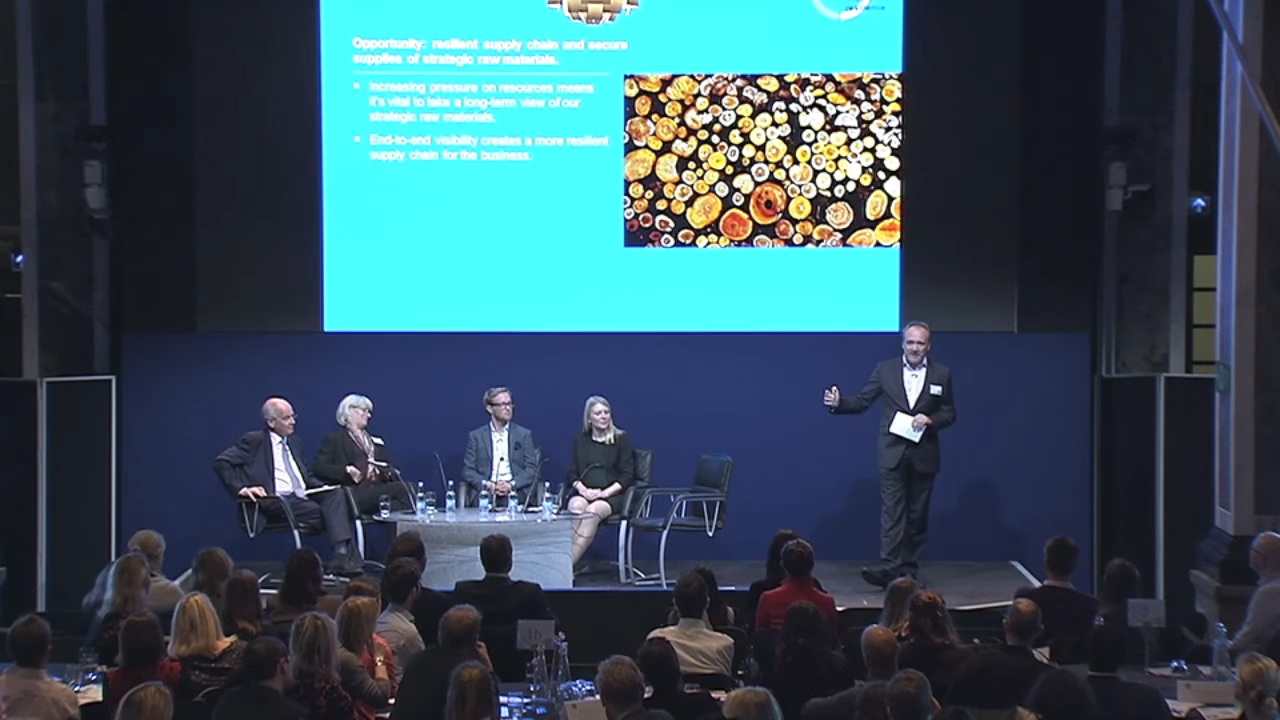 Opportunity: resilient supply chain and secure
supplies of strategic raw materials.
Increasing pressure on resources means
it's vital to take a long-term view of our
strategic raw materials.
End-to-end visibility creates a more resilient
supply chain for the business.